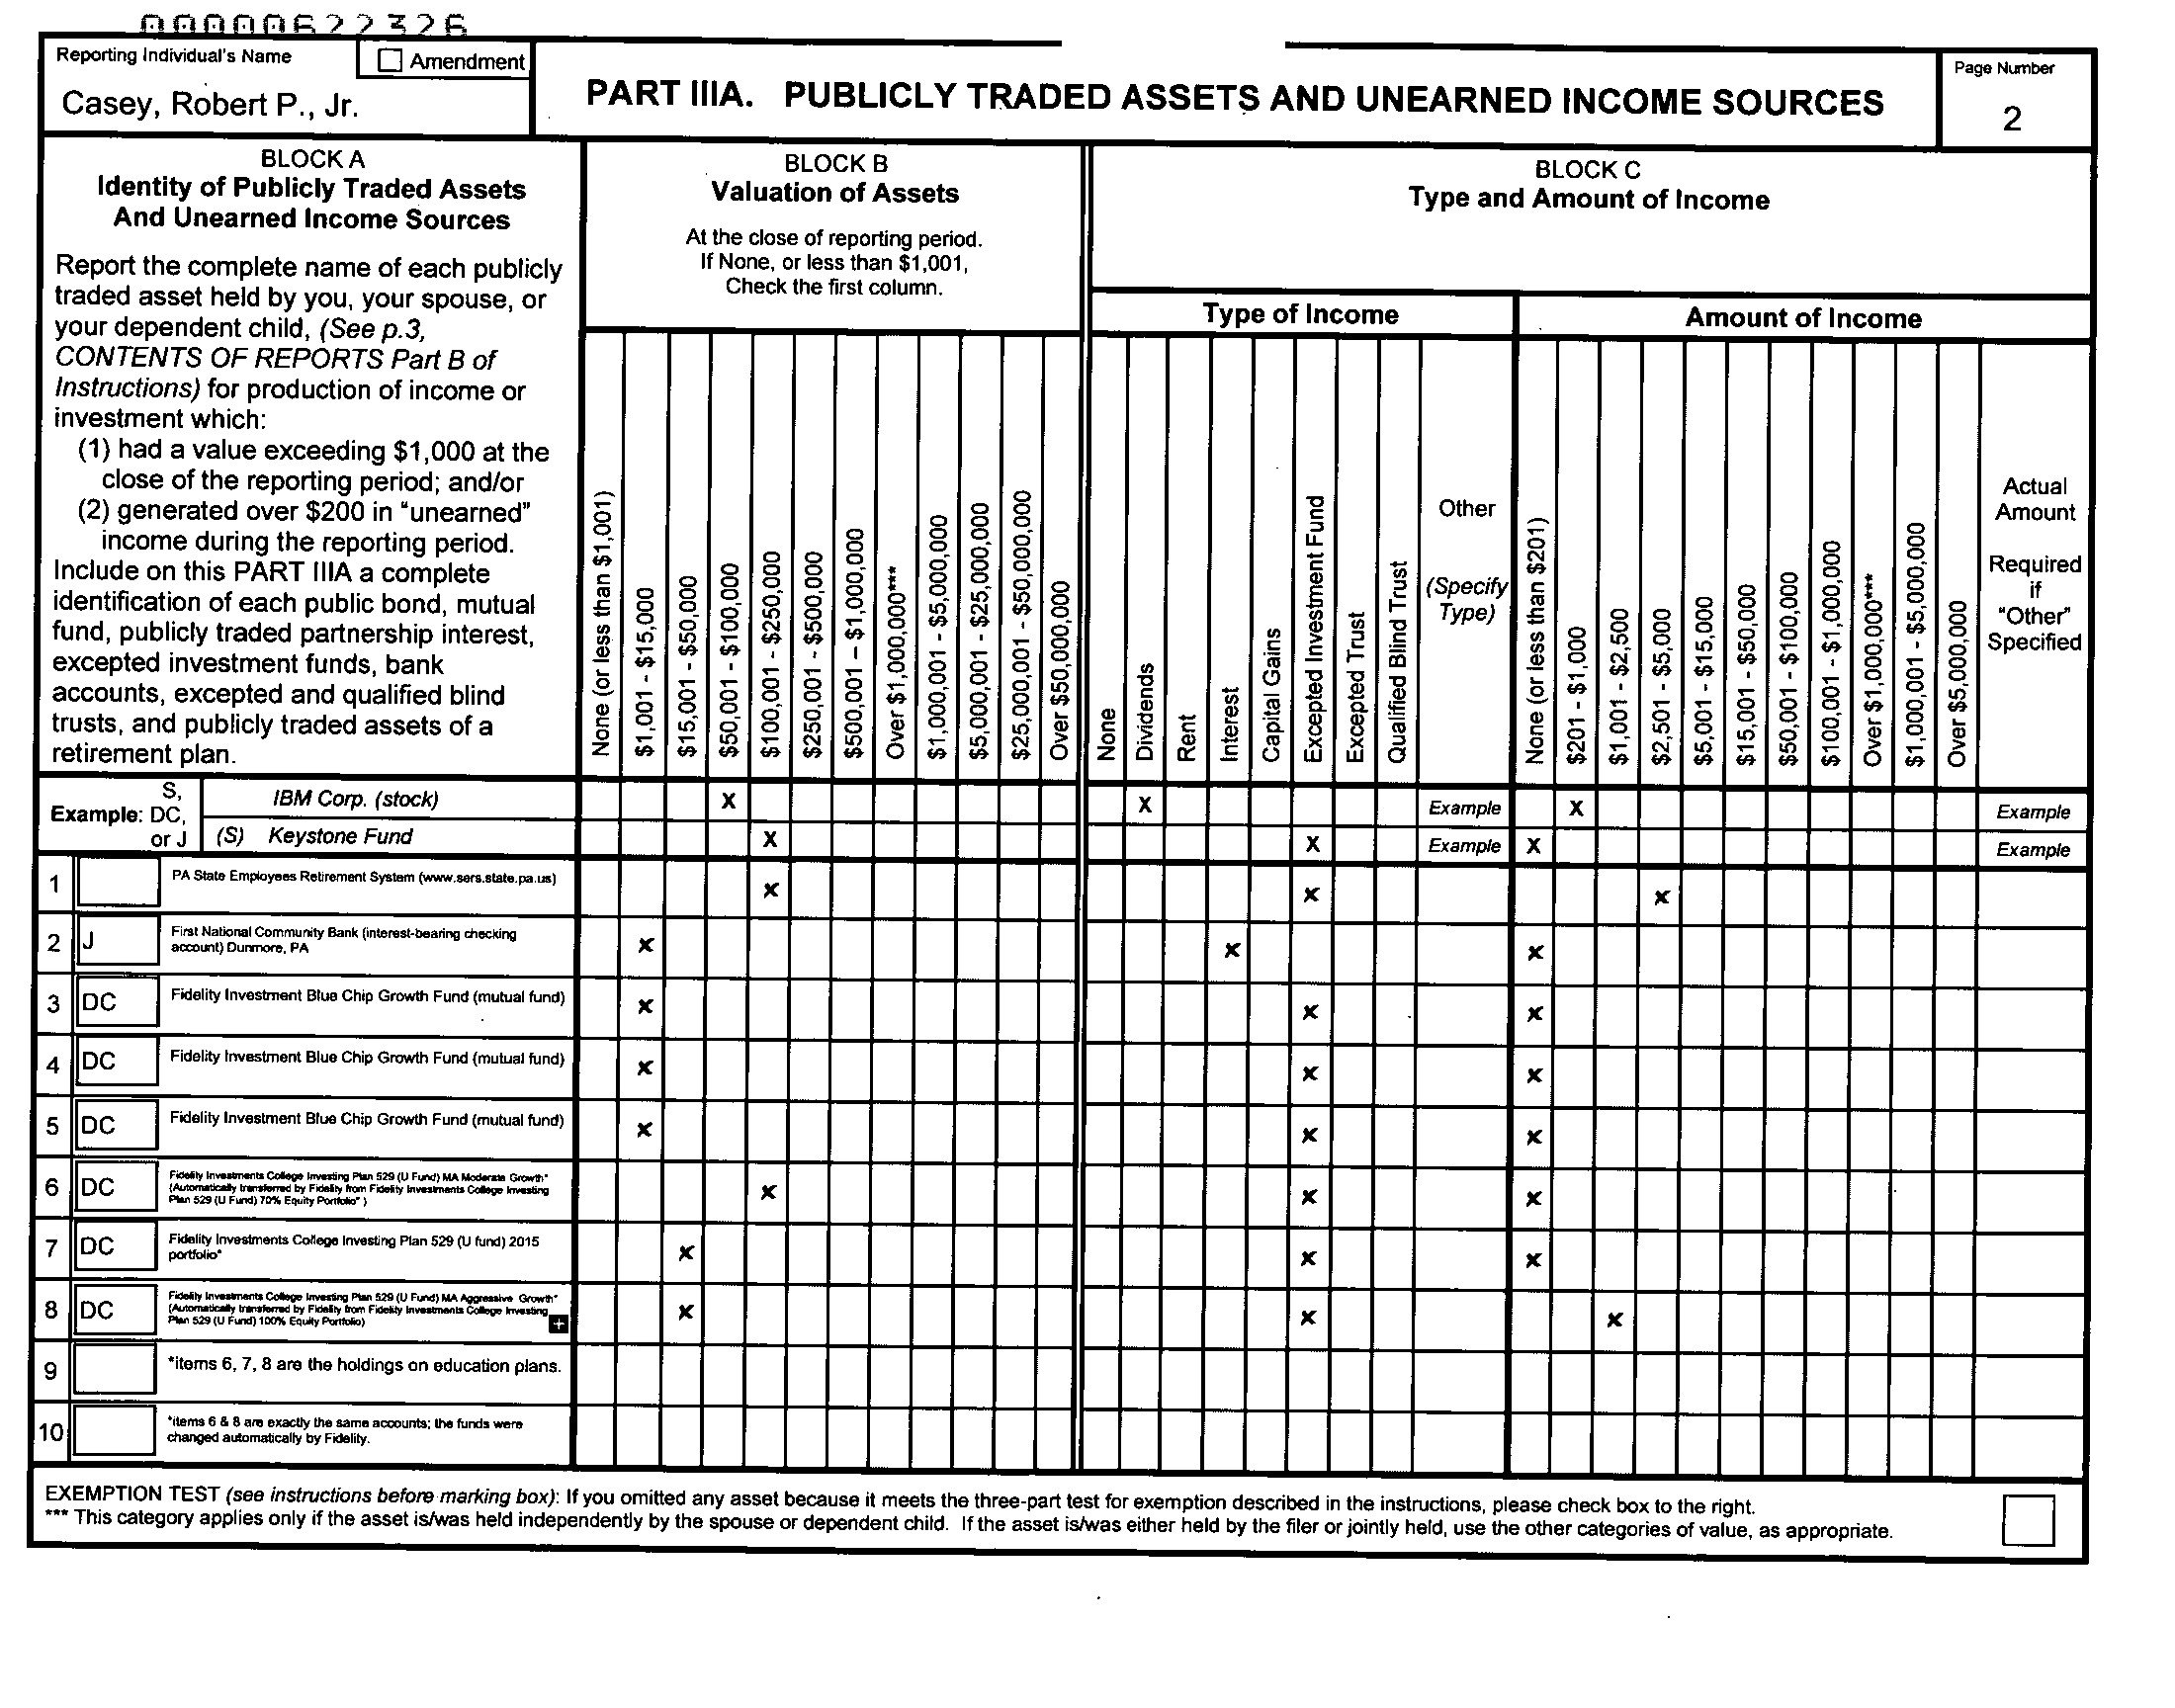 00000622326
Reporting Individual's Name
Amendment
Casey, Robert P., Jr.
PART IIIA. PUBLICLY TRADED ASSETS AND UNEARNED INCOME SOURCES
Page Number
2
BLOCK A
Identity of Publicly Traded Assets
And Unearned Income Sources
Report the complete name of each publicly
traded asset held by you, your spouse, or
your dependent child, (See p.3,
CONTENTS OF REPORTS Part B of
Instructions) for production of income or
investment which:
(1) had a value exceeding $1,000 at the
close of the reporting period; and/or
(2) generated over $200 in "unearned"
income during the reporting period.
Include on this PART IIIA a complete
identification of each public bond, mutual
fund, publicly traded partnership interest,
excepted investment funds, bank
accounts, excepted and qualified blind
trusts, and publicly traded assets of a
retirement plan.
BLOCK B
Valuation of Assets
At the close of reporting period.
If None, or less than $1,001,
Check the first column.
None (or less than $1,001)
$1,001 - $15,000
$15,001 - $50,000
$50,001 - $100,000
$100,001 - $250,000
$250,001 - $500,000
$500,001 – $1,000,000
Over $1,000,000***
$1,000,001 - $5,000,000
$5,000,001 - $25,000,000
$25,000,001 - $50,000,000
Over $50,000,000
BLOCK C
Type and Amount of Income
Type of Income
Amount of Income
None
Dividends
Rent
Interest
Capital Gains
Excepted Investment Fund
Excepted Trust
Qualified Blind Trust
Other
(Specify
Type)
None (or less than $201)
$201 - $1,000
$1,001 - $2,500
$2,501 - $5,000
$5,001 - $15,000
$15,001 - $50,000
$50,001 - $100,000
$100,001 - $1,000,000
Over $1,000,000***
$1,000,001 - $5,000,000
Over $5,000,000
Actual
Amount
Required
if
"Other"
Specified
S,
Example: DC,
or J
IBM Corp. (stock) X X Example X Example
(S) Keystone Fund X X Example X Example
1 PA State Employees Retirement System (www.sers.state.pa.us) x x x
2 J First National Community Bank (interest-bearing checking
account) Dunmore, PA x x x
3 DC Fidelity Investment Blue Chip Growth Fund (mutual fund) x x x
4 DC Fidelity Investment Blue Chip Growth Fund (mutual fund) x x x
5 DC Fidelity Investment Blue Chip Growth Fund (mutual fund) x x x
6 DC Fidelity Investments College Investing Plan 529 (U Fund) MA Moderate Growth*
(Automatically transferred by Fidelity from Fidelity Investments College Investing
Plan 529 (U Fund) 70% Equity Portfolio* ) x x x
7 DC Fidelity Investments College Investing Plan 529 (U fund) 2015
portfolio* x x x
8 DC Fidelity Investments College Investing Plan 529 (U Fund) MA Aggressive Growth*
(Automatically transferred by Fidelity from Fidelity Investments College Investing
Plan 529 (U Fund) 100% Equity Portfolio) x x x
9 *items 6, 7, 8 are the holdings on education plans.
10 *items 6 & 8 are exactly the same accounts; the funds were
changed automatically by Fidelity.
EXEMPTION TEST (see instructions before marking box): If you omitted any asset because it meets the three-part test for exemption described in the instructions, please check box to the right.
*** This category applies only if the asset is/was held independently by the spouse or dependent child. If the asset is/was either held by the filer or jointly held, use the other categories of value, as appropriate.